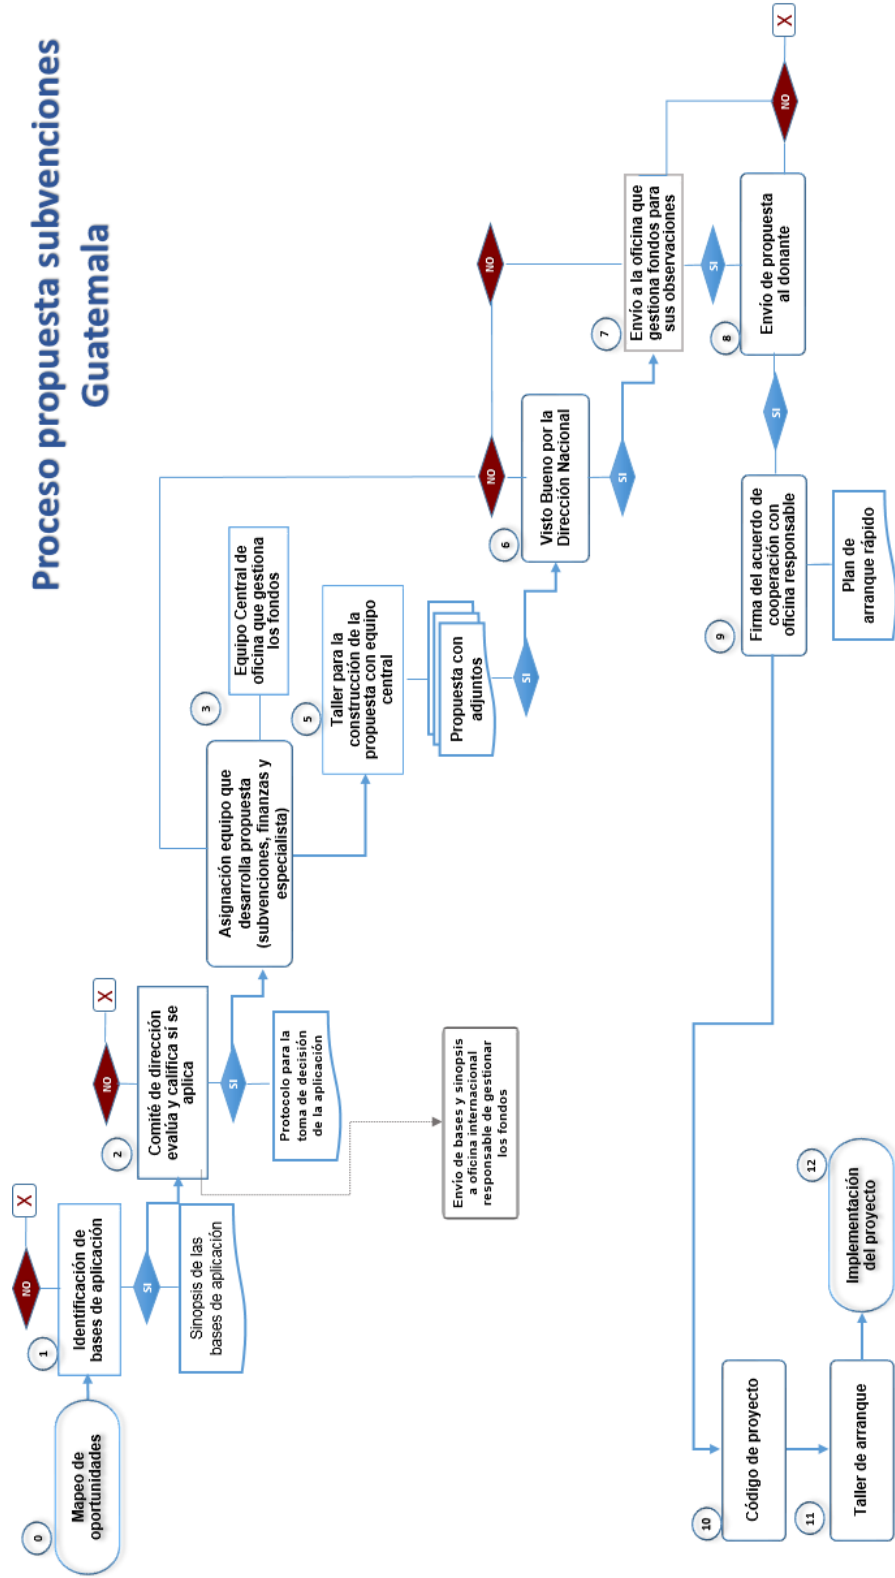 Proceso propuesta subvenciones
Guatemala
0
Mapeo de
oportunidades
1
NO
X
Identificación de
bases de aplicación
SI
Sinopsis de las
bases de aplicación
2
NO
X
Comité de dirección
evalúa y califica sí se
aplica
SI
Protocolo para la
toma de decisión
de la aplicación
Envío de bases y sinopsis
a oficina internacional
responsable de gestionar
los fondos
Asignación equipo que
desarrolla propuesta
(subvenciones, finanzas y
especialista)
3
Equipo Central de
oficina que gestiona
los fondos
5
Taller para la
construcción de la
propuesta con equipo
central
Propuesta con
adjuntos
SI
6
NO
NO
Visto Bueno por la
Dirección Nacional
SI
7
Envío a la oficina que
gestiona fondos para
sus observaciones
SI
NO
X
8
Envío de propuesta
al donante
SI
9
Firma del acuerdo de
cooperación con
oficina responsable
Plan de
arranque rápido
10
Código de proyecto
11
Taller de arranque
12
Implementación
del proyecto